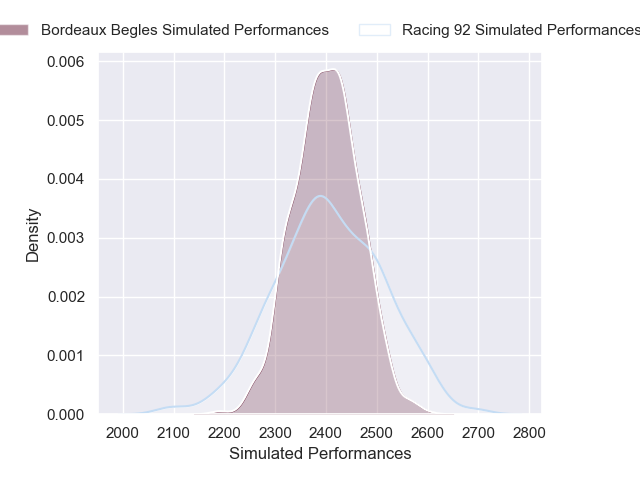 Bordeaux Begles Simulated Performances
Racing 92 Simulated Performances
0.006
0.005
0.004
0.003
0.002
0.001
0.000
Density
2000 2100 2200 2300 2400 2500 2600 2700 2800
Simulated Performances